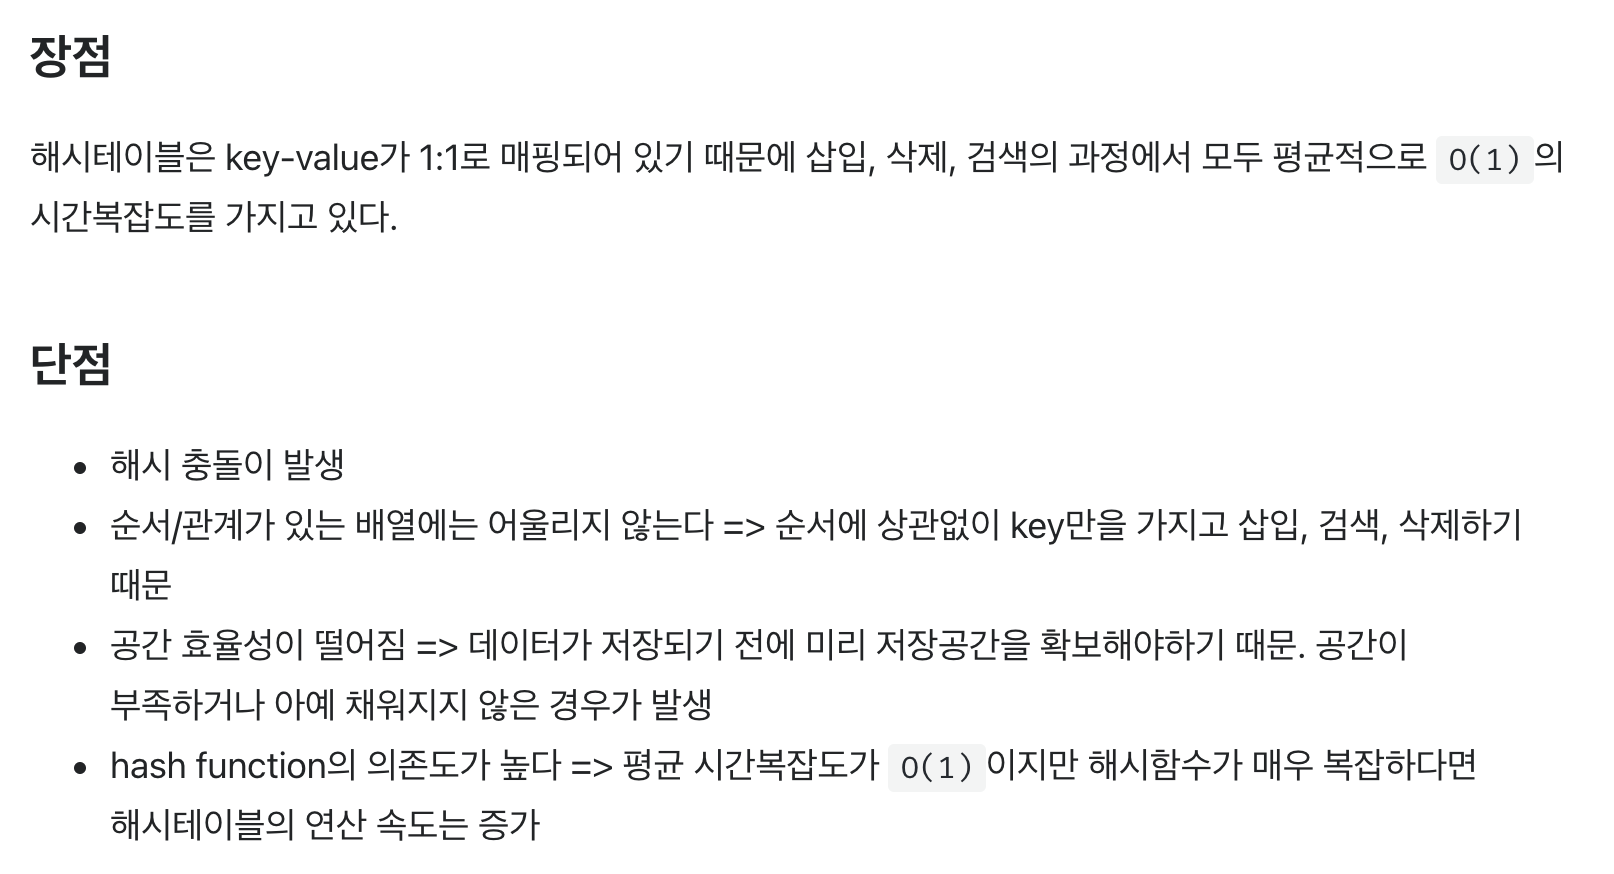 장점
해시테이블은 key-value가 1:1로 매핑되어 있기 때문에 삽입, 삭제, 검색의 과정에서 모두 평균적으로 O(1)의
시간복잡도를 가지고 있다.
단점
• 해시 충돌이 발생
• 순서/관계가 있는 배열에는 어울리지 않는다 => 순서에 상관없이 key만을 가지고 삽입, 검색, 삭제하기
때문
• 공간 효율성이 떨어짐 => 데이터가 저장되기 전에 미리 저장공간을 확보해야하기 때문. 공간이
부족하거나 아예 채워지지 않은 경우가 발생
• hash function의 의존도가 높다 => 평균 시간복잡도가 O(1)이지만 해시함수가 매우 복잡하다면
해시테이블의 연산 속도는 증가